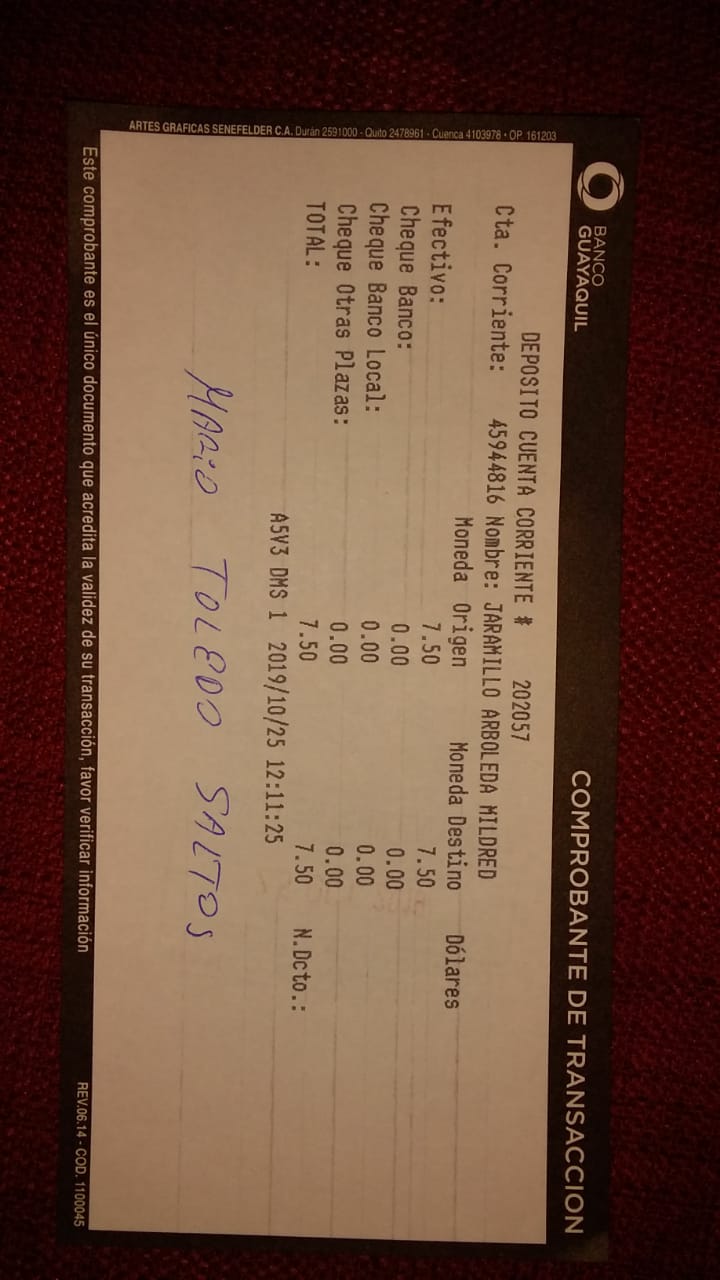 BANCO
GUAYAQUIL
COMPROBANTE DE TRANSACCION
ARTES GRAFICAS SENEFELDER C.A. Durán 2591000 - Quito 2478961 - Cuenca 4103978 - OP. 161203
DEPOSITO CUENTA CORRIENTE # 202057
Cta. Corriente: 45944816 Nombre: JARAMILLO ARBOLEDA MILDRED
Moneda Origen Moneda Destino Dólares
Efectivo: 7.50 7.50
Cheque Banco: 0.00 0.00
Cheque Banco Local: 0.00 0.00
Cheque Otras Plazas: 0.00 0.00
TOTAL: 7.50 7.50 N.Dcto.:
A5V3 DMS 1 2019/10/25 12:11:25
MARIO TOLEDO SALTOS
Este comprobante es el único documento que acredita la validez de su transacción, favor verificar información
REV.06.14 - COD. 1100045